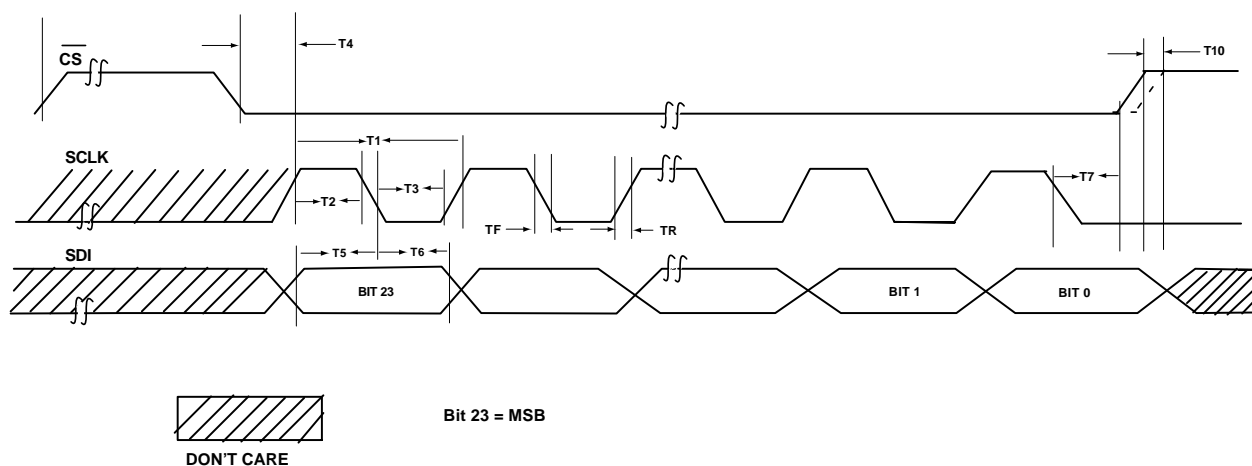 T4
T10
CS
T1
SCLK
T3
T7
T2
TF
TR
SDI
T5
T6
BIT 23
BIT 1
BIT 0
Bit 23 = MSB
DON'T CARE